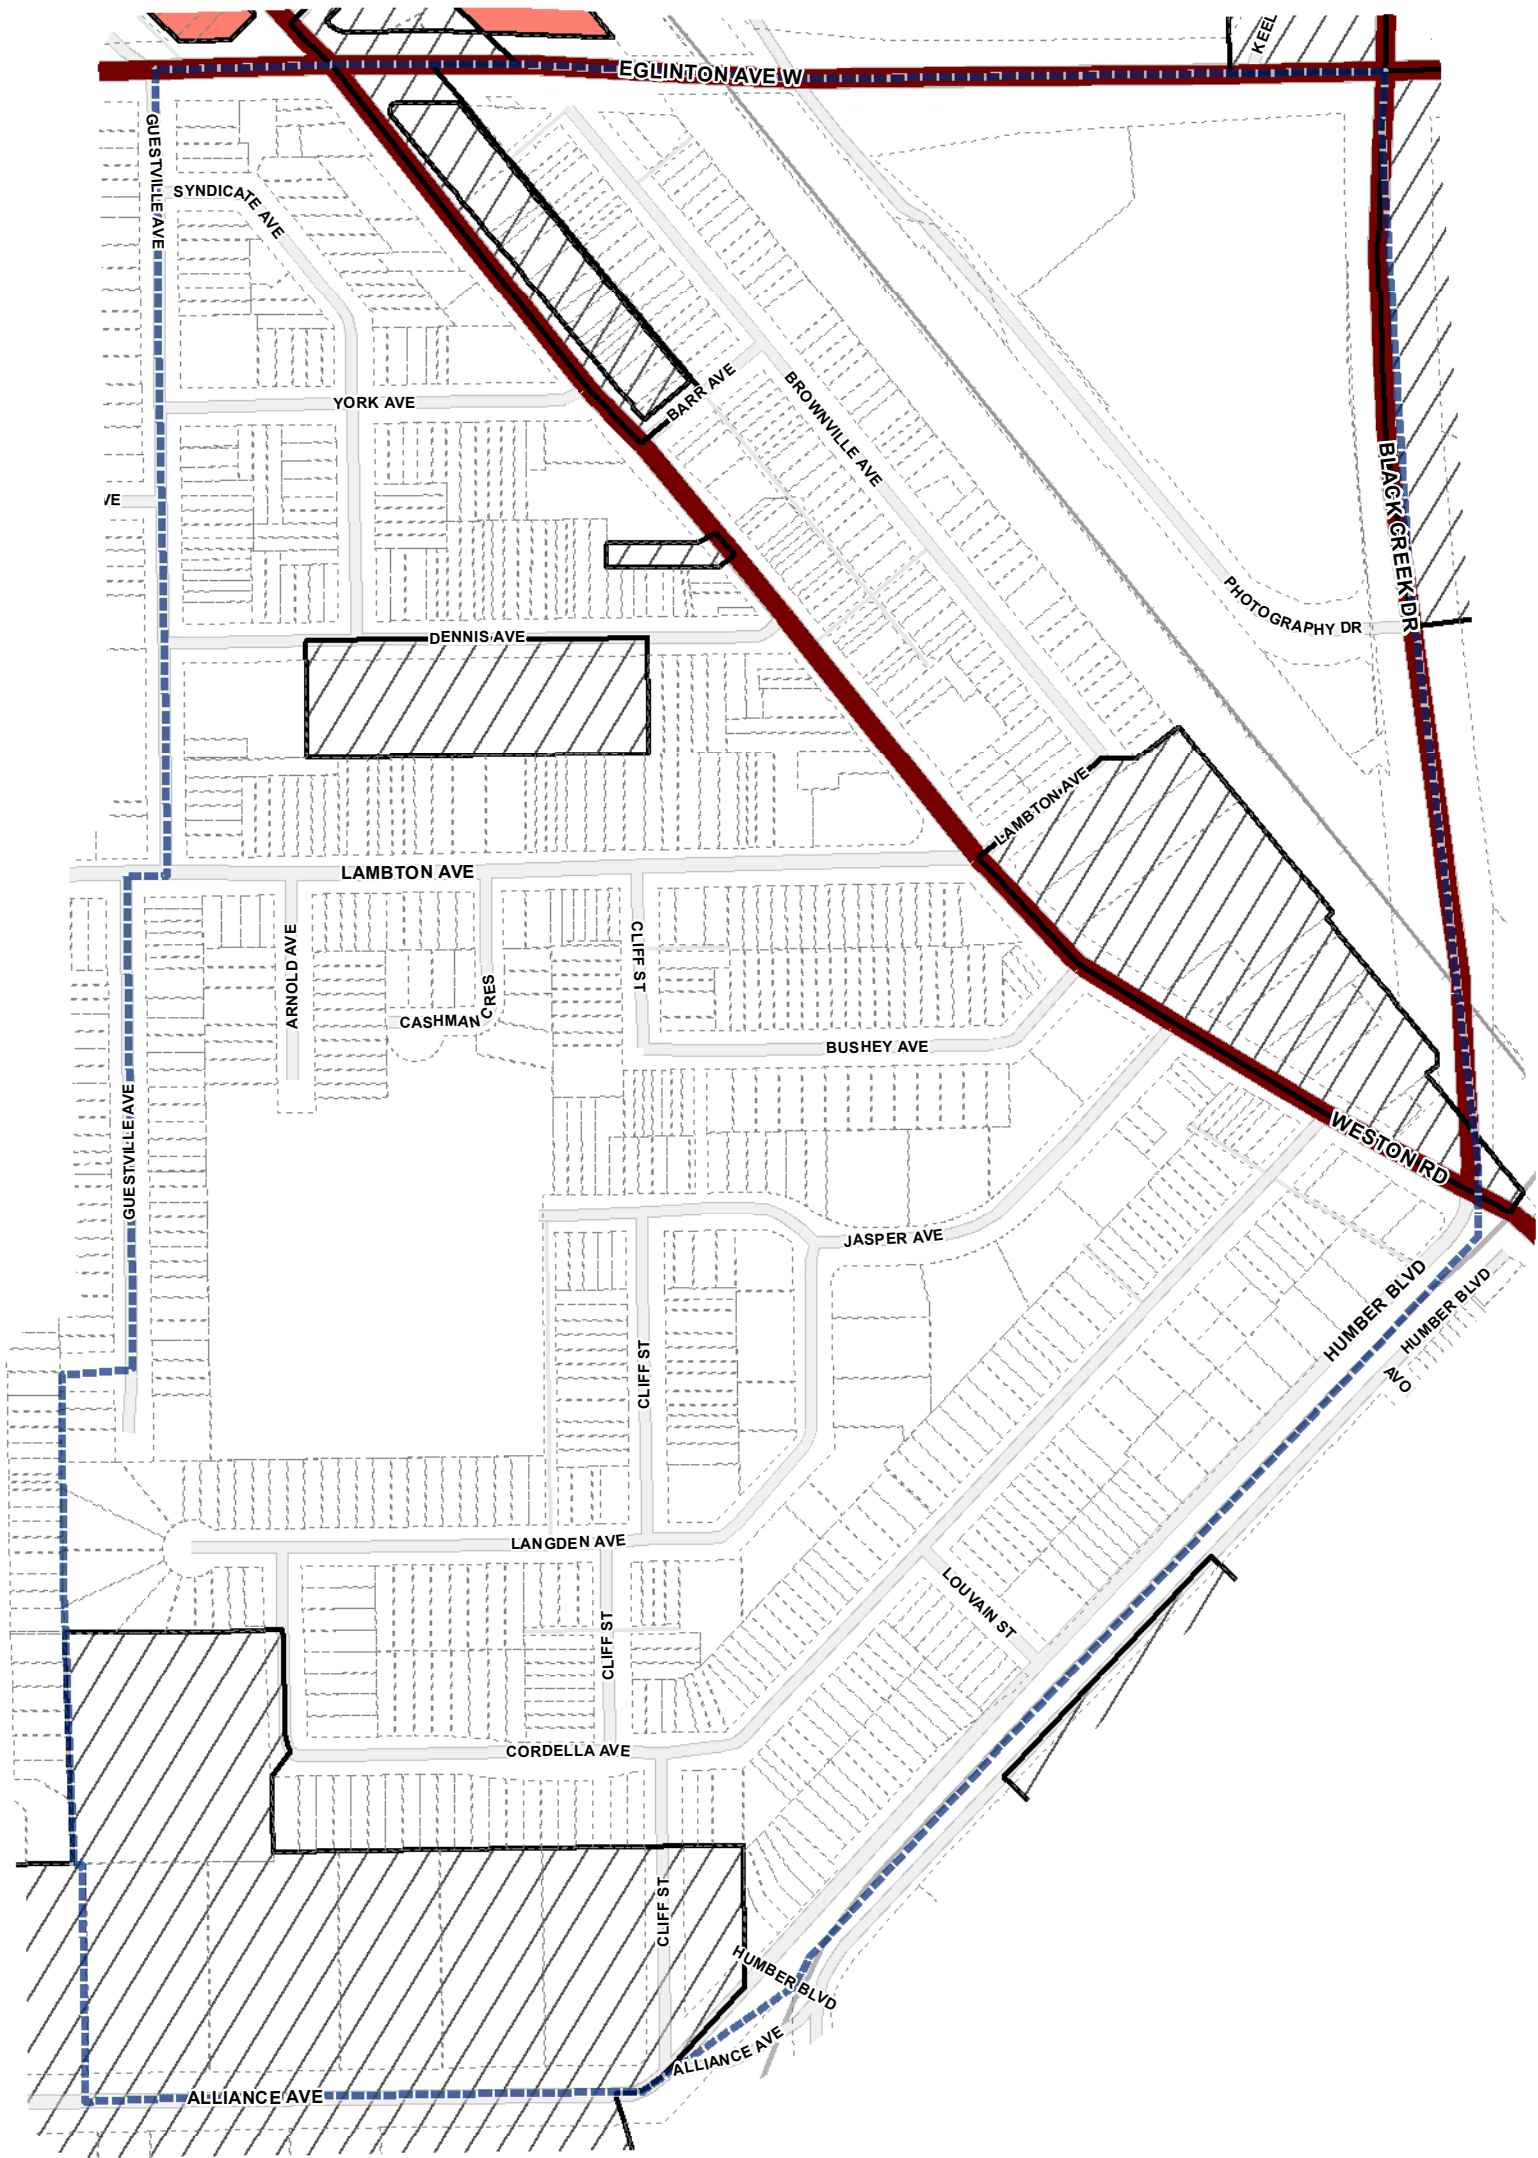 KEEL
EGLINTON AVE W
GUESTVILLE AVE
SYNDICATE AVE
YORK AVE
BARR AVE
BROWNVILLE AVE
BLACK CREEK DR
VE
PHOTOGRAPHY DR
DENNIS AVE
LAMBTON AVE
LAMBTON AVE
ARNOLD AVE
CASHMAN CRES
CLIFF ST
BUSHEY AVE
GUESTVILLE AVE
WESTON RD
JASPER AVE
HUMBER BLVD
HUMBER BLVD
AVO
CLIFF ST
LANGDEN AVE
LOUVAIN ST
CLIFF ST
CORDELLA AVE
CLIFF ST
HUMBER BLVD
ALLIANCE AVE
ALLIANCE AVE